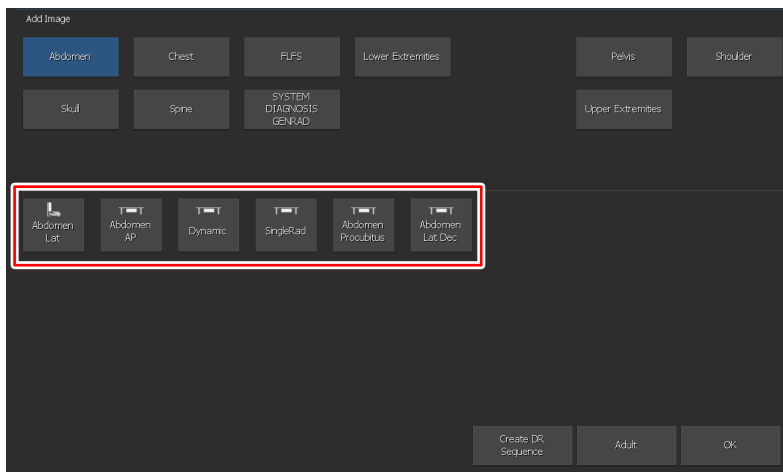 Add Image
Abdomen
Chest
FLFS
Lower Extremities
Pelvis
Shoulder
Skull
Spine
SYSTEM
DIAGNOSIS
GENRAD
Upper Extremities
Abdomen
Lat
Abdomen
AP
Dynamic
SingleRad
Abdomen
Procubitus
Abdomen
Lat Dec
Create DR
Sequence
Adult
OK